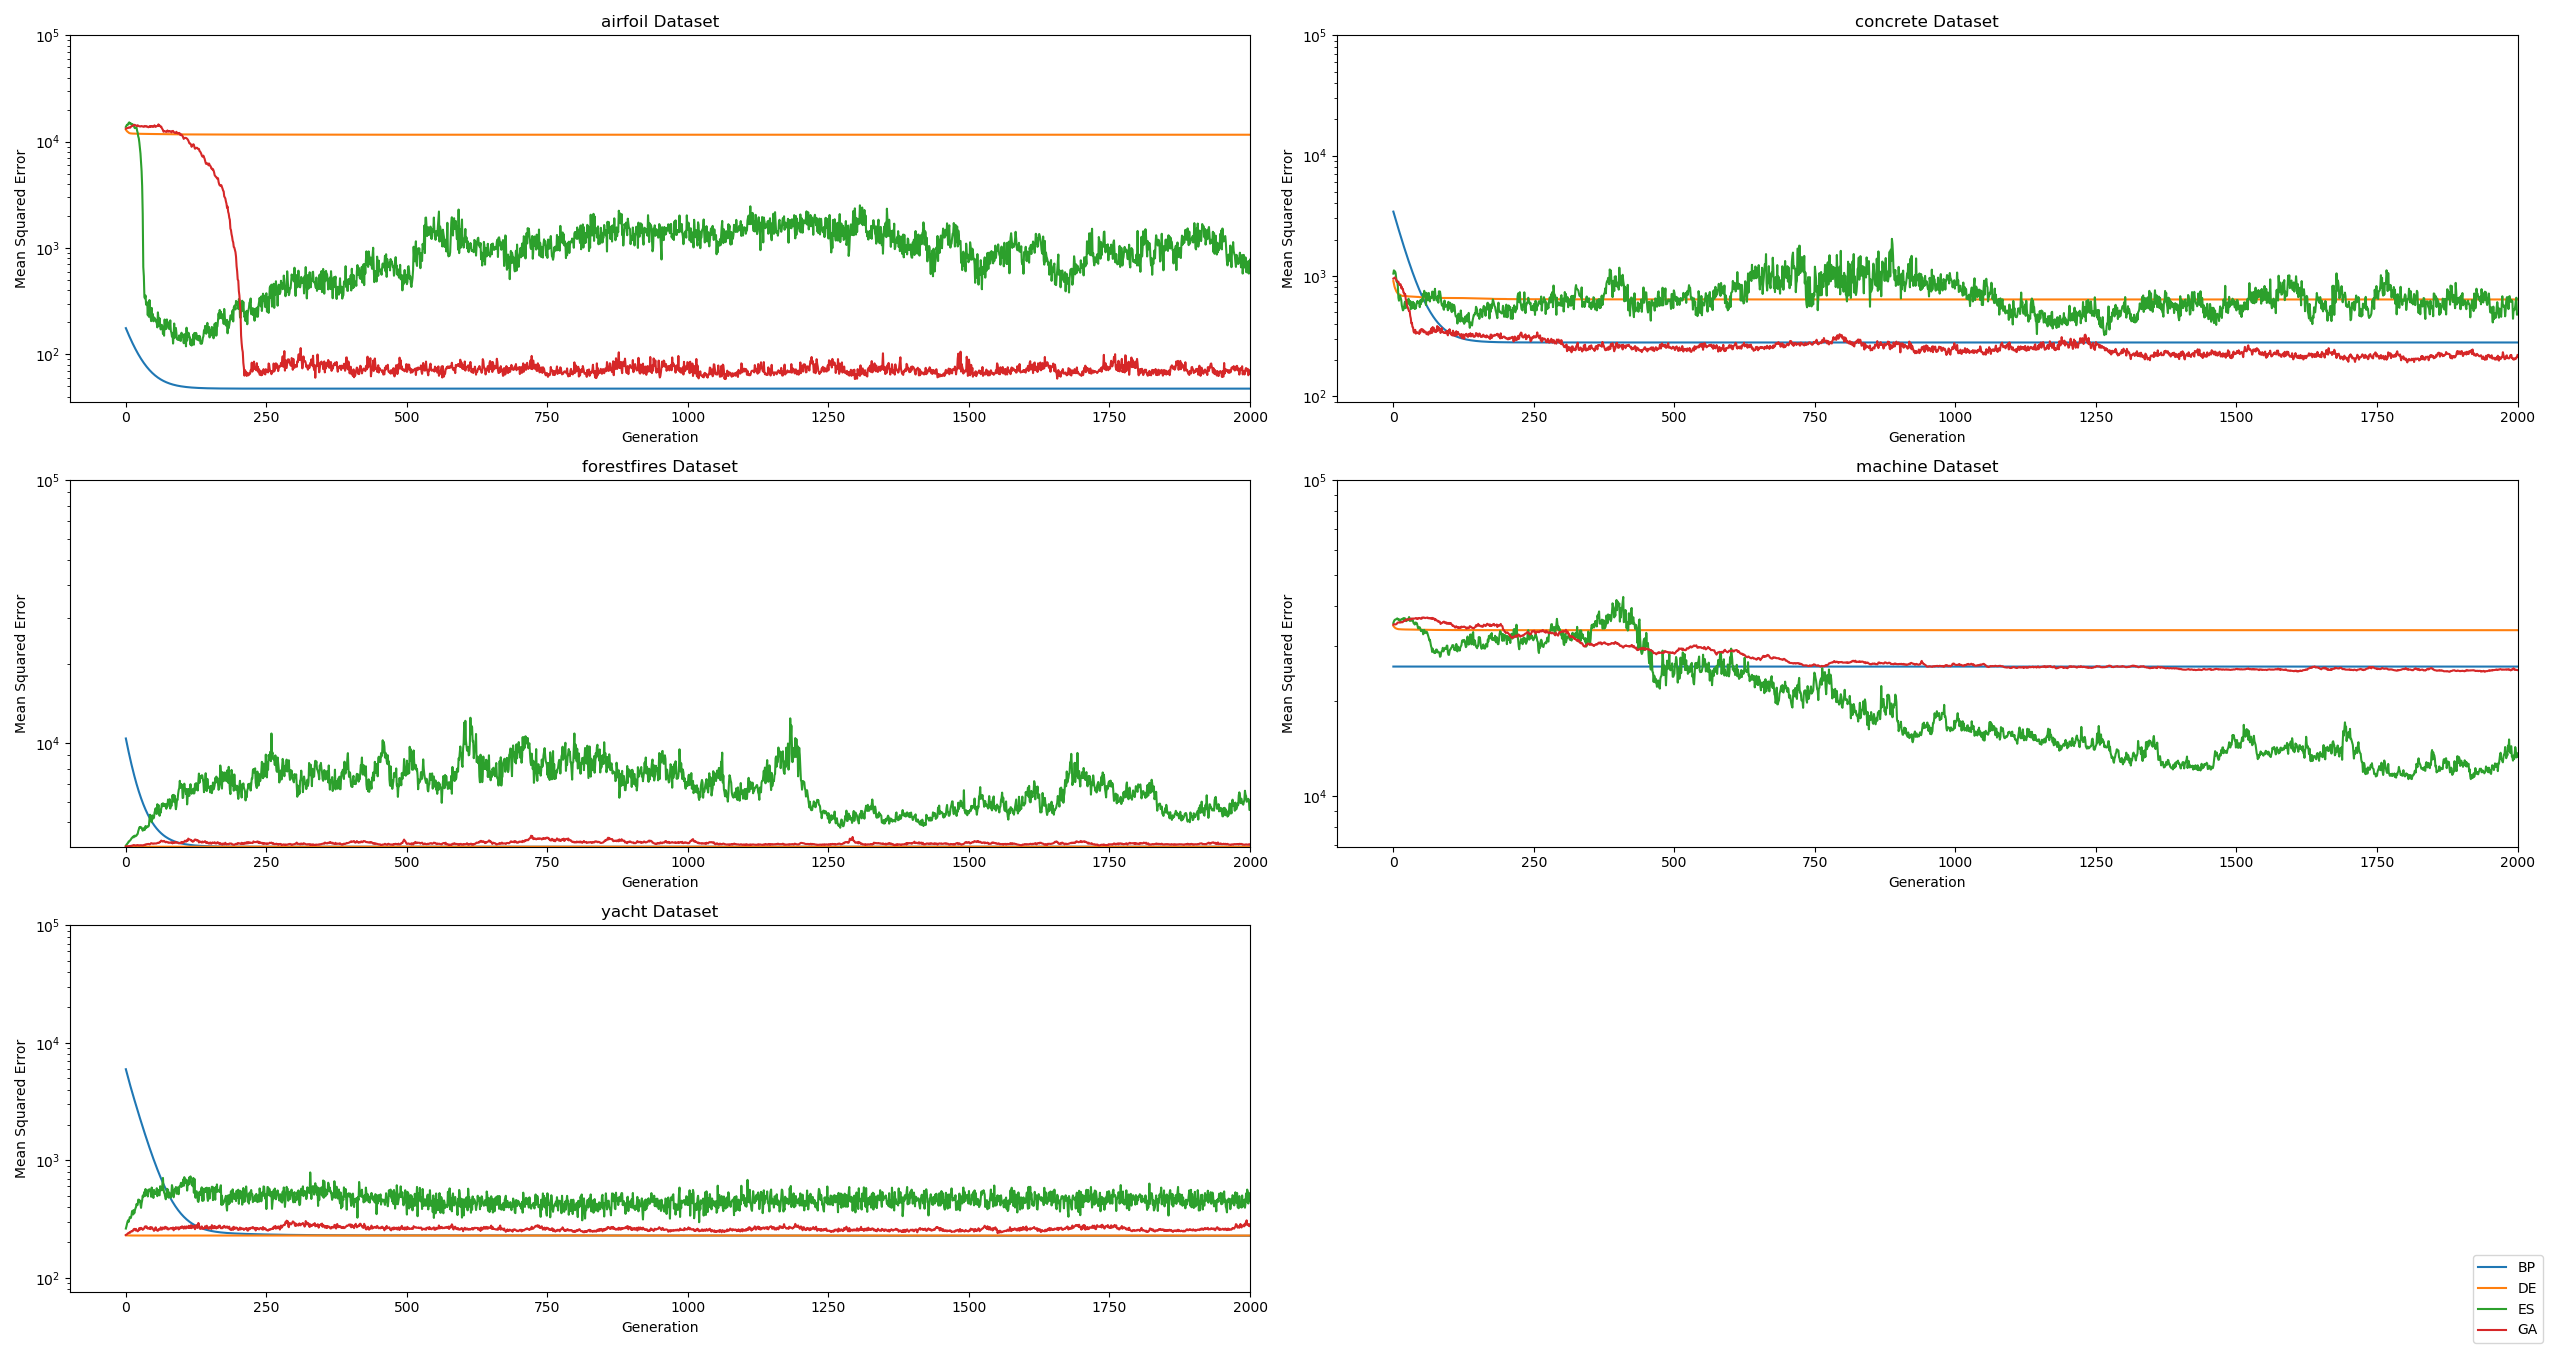 airfoil Dataset
10^5
10^4
10^3
10^2
Mean Squared Error
0 250 500 750 1000 1250 1500 1750 2000
Generation
concrete Dataset
10^5
10^4
10^3
10^2
Mean Squared Error
0 250 500 750 1000 1250 1500 1750 2000
Generation
forestfires Dataset
10^5
10^4
Mean Squared Error
0 250 500 750 1000 1250 1500 1750 2000
Generation
machine Dataset
10^5
10^4
Mean Squared Error
0 250 500 750 1000 1250 1500 1750 2000
Generation
yacht Dataset
10^5
10^4
10^3
10^2
Mean Squared Error
0 250 500 750 1000 1250 1500 1750 2000
Generation
BP
DE
ES
GA